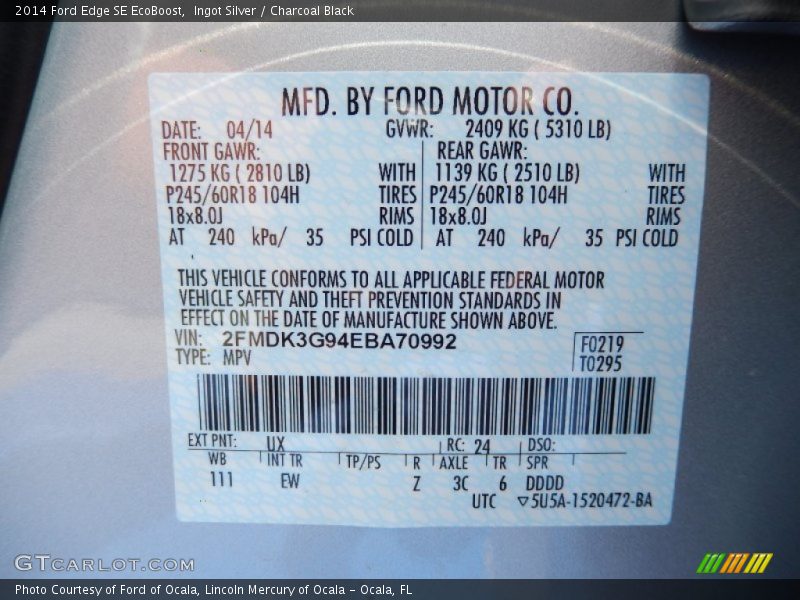 2014 Ford Edge SE EcoBoost,  Ingot Silver / Charcoal Black
MFD. BY FORD MOTOR CO.
DATE: 04/14 GVWR: 2409 KG ( 5310 LB)
FRONT GAWR: REAR GAWR:
1275 KG ( 2810 LB) WITH 1139 KG ( 2510 LB) WITH
P245/60R18 104H TIRES P245/60R18 104H TIRES
18x8.0J RIMS 18x8.0J RIMS
AT 240 kPa/ 35 PSI COLD AT 240 kPa/ 35 PSI COLD
THIS VEHICLE CONFORMS TO ALL APPLICABLE FEDERAL MOTOR
VEHICLE SAFETY AND THEFT PREVENTION STANDARDS IN
EFFECT ON THE DATE OF MANUFACTURE SHOWN ABOVE.
VIN: 2FMDK3G94EBA70992 F0219
TYPE: MPV T0295
EXT PNT: UX RC: 24 DSO:
WB INT TR TP/PS R AXLE TR SPR
111 EW Z 3C 6 DDDD
UTC ▽5U5A-1520472-BA
GTCarLot.com
Photo Courtesy of Ford of Ocala, Lincoln Mercury of Ocala - Ocala, FL